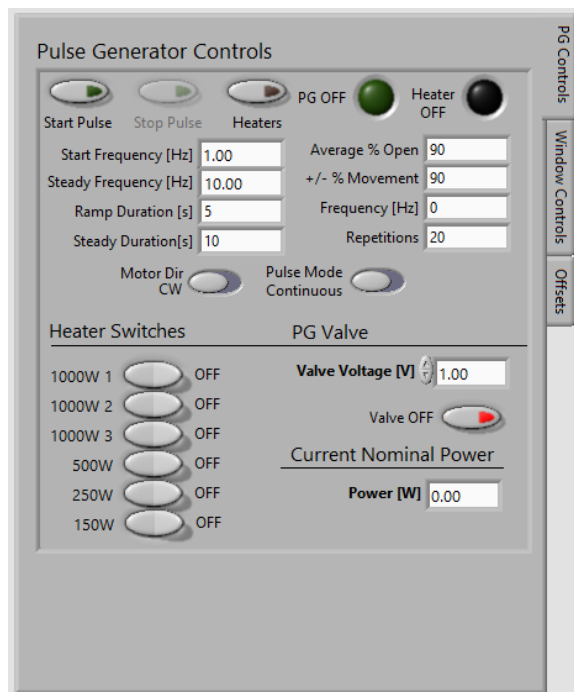 PG Controls
Window Controls
Offsets
Pulse Generator Controls
Start Pulse
Stop Pulse
Heaters
PG OFF
Heater
OFF
Start Frequency [Hz] 1.00
Steady Frequency [Hz] 10.00
Ramp Duration [s] 5
Steady Duration[s] 10
Average % Open 90
+/- % Movement 90
Frequency [Hz] 0
Repetitions 20
Motor Dir
CW
Pulse Mode
Continuous
Heater Switches
1000W 1 OFF
1000W 2 OFF
1000W 3 OFF
500W OFF
250W OFF
150W OFF
PG Valve
Valve Voltage [V] 1.00
Valve OFF
Current Nominal Power
Power [W] 0.00